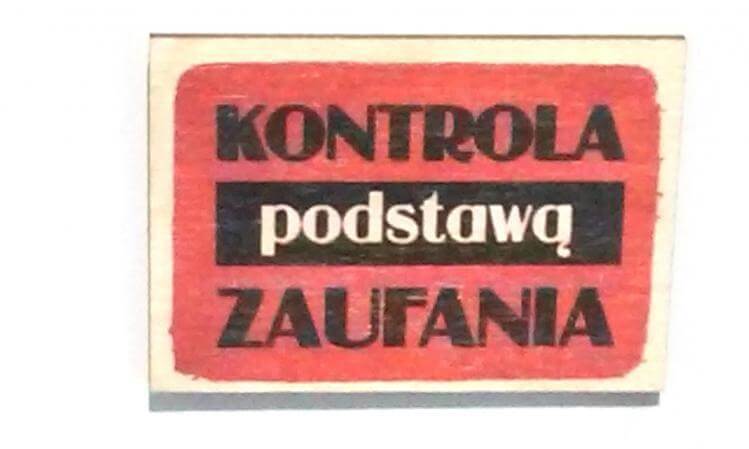 KONTROLA
podstawą
ZAUFANIA